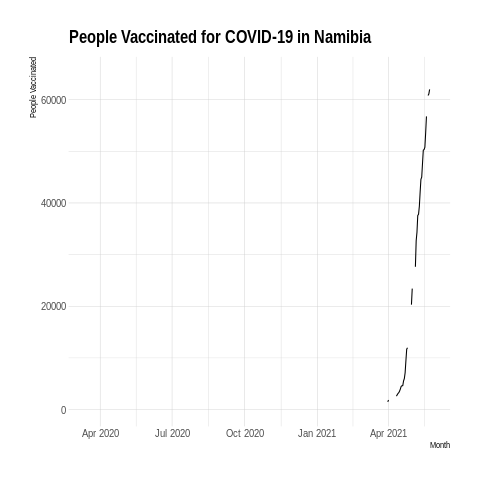 People Vaccinated for COVID-19 in Namibia
People Vaccinated
60000
40000
20000
0
Apr 2020 Jul 2020 Oct 2020 Jan 2021 Apr 2021
Month